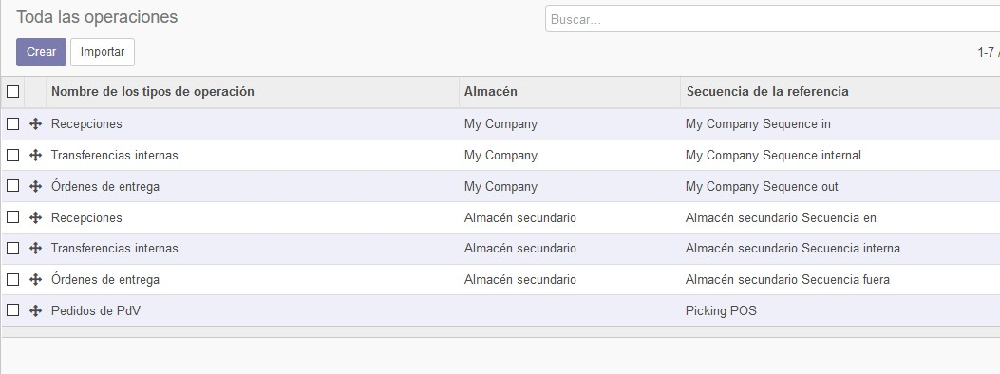 Toda las operaciones
Buscar...
Crear Importar
1-7 /
Nombre de los tipos de operación Almacén Secuencia de la referencia
Recepciones My Company My Company Sequence in
Transferencias internas My Company My Company Sequence internal
Órdenes de entrega My Company My Company Sequence out
Recepciones Almacén secundario Almacén secundario Secuencia en
Transferencias internas Almacén secundario Almacén secundario Secuencia interna
Órdenes de entrega Almacén secundario Almacén secundario Secuencia fuera
Pedidos de PdV Picking POS